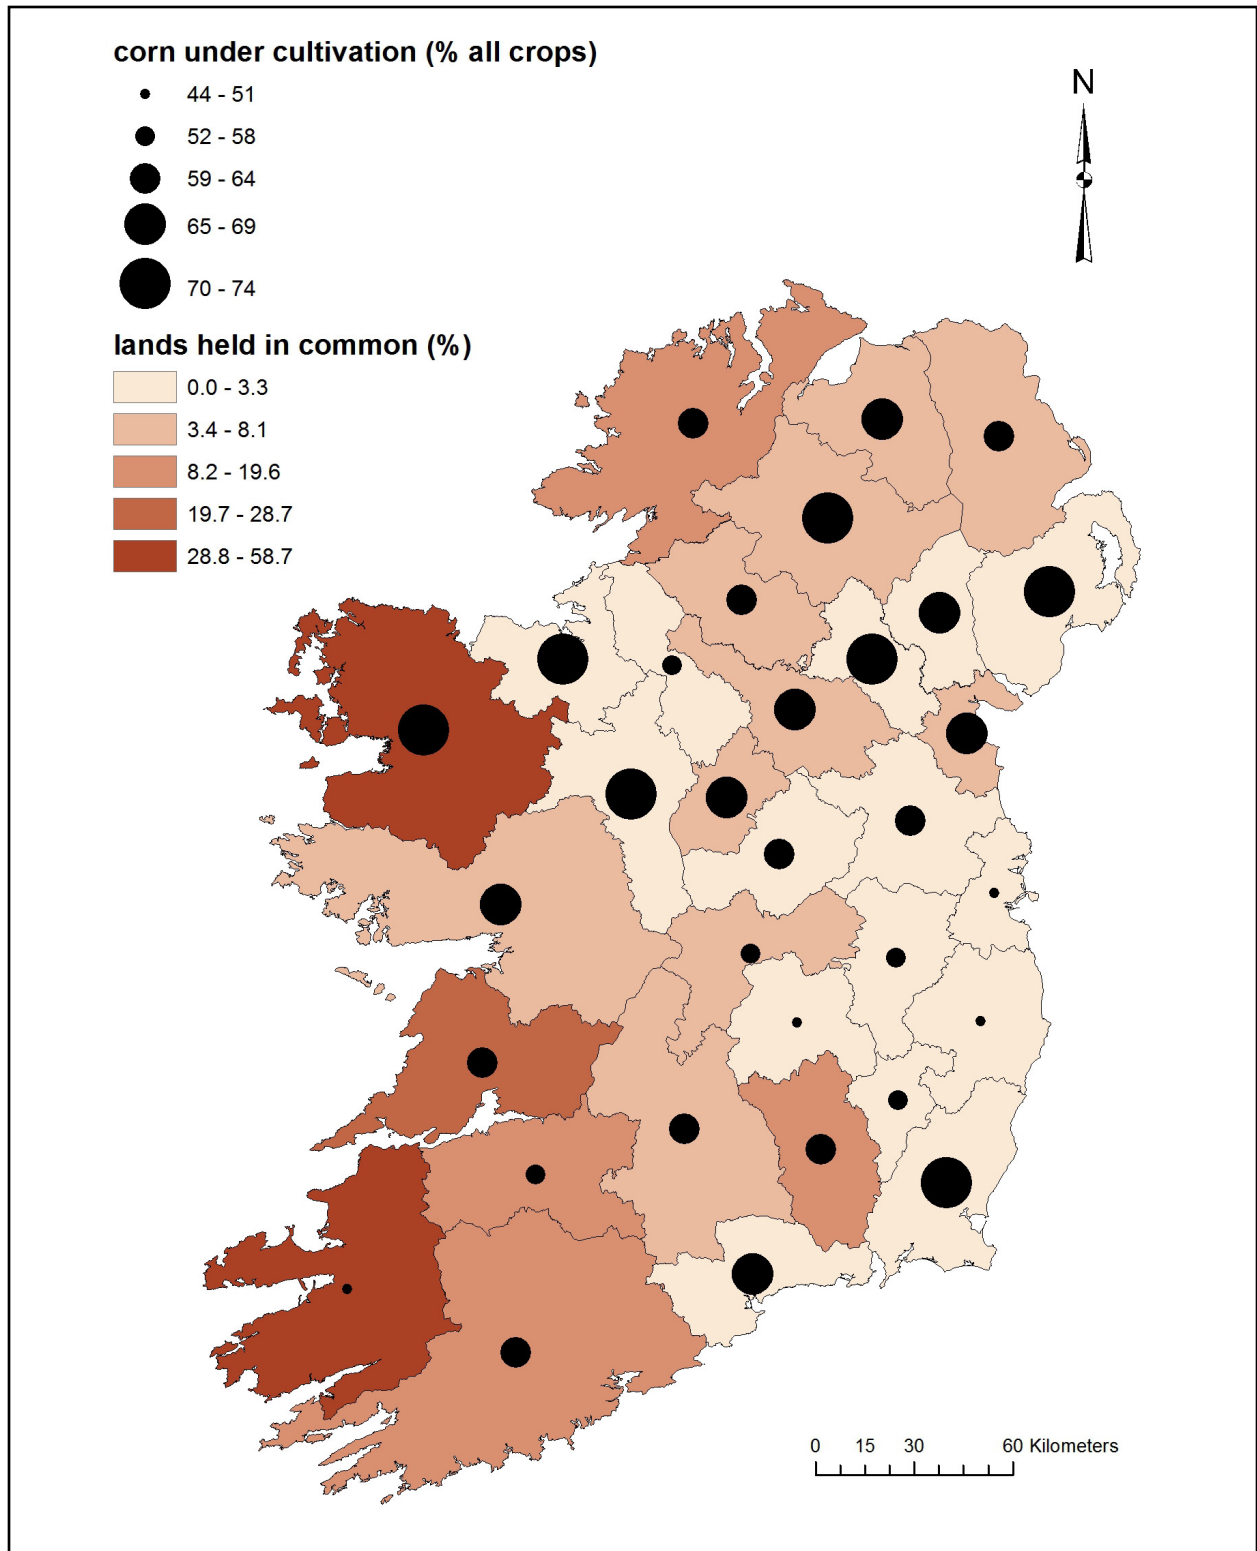 corn under cultivation (% all crops)
44 - 51
52 - 58
59 - 64
65 - 69
70 - 74
lands held in common (%)
0.0 - 3.3
3.4 - 8.1
8.2 - 19.6
19.7 - 28.7
28.8 - 58.7
N
0 15 30 60 Kilometers